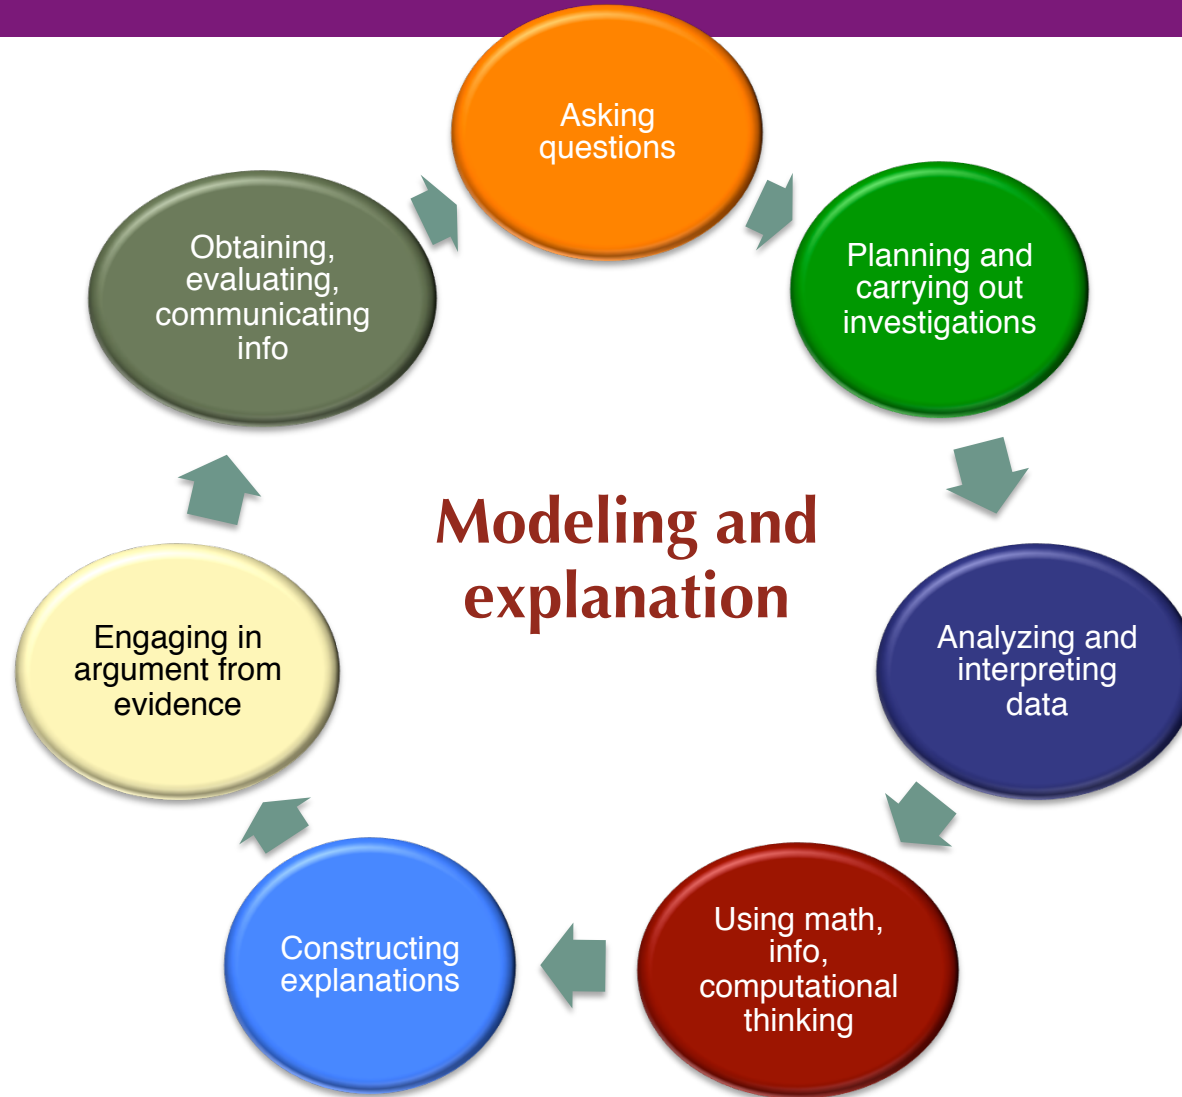 Asking
questions
Planning and
carrying out
investigations
Analyzing and
interpreting
data
Using math,
info,
computational
thinking
Constructing
explanations
Engaging in
argument from
evidence
Obtaining,
evaluating,
communicating
info
Modeling and
explanation